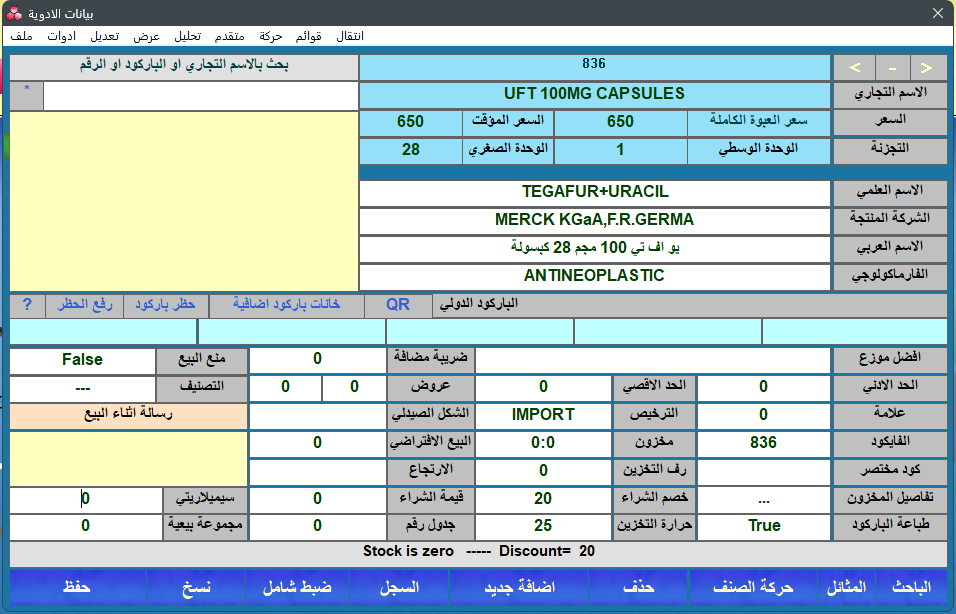 بيانات الادوية
ملف ادوات تعديل عرض تحليل متقدم حركة قوائم انتقال
< - > 836 بحث بالاسم التجاري او الباركود او الرقم
الاسم التجاري UFT 100MG CAPSULES *
السعر سعر العبوة الكاملة 650 السعر المؤقت 650
التجزئة الوحدة الوسطي 1 الوحدة الصغري 28
الاسم العلمي TEGAFUR+URACIL
الشركة المنتجة MERCK KGaA,F.R.GERMA
الاسم العربي يو اف تي 100 مجم 28 كبسولة
الفارماكولوجي ANTINEOPLASTIC
الباركود الدولي QR خانات باركود اضافية حظر باركود رفع الحظر ?
افضل موزع ضريبة مضافة 0 منع البيع False
الحد الادني 0 الحد الاقصي 0 عروض 0 0 التصنيف ---
علامة 0 الترخيص IMPORT الشكل الصيدلي رسالة اثناء البيع
الفايكود 836 مخزون 0:0 البيع الافتراضي 0
كود مختصر رف التخزين 0 الارتجاع
تفاصيل المخزون ... خصم الشراء 20 قيمة الشراء 0 سيميلاريتي 0
طباعة الباركود True حرارة التخزين 25 جدول رقم 0 مجموعة بيعية 0
Stock is zero ----- Discount= 20
الباحث المثائل حركة الصنف حذف اضافة جديد السجل ضبط شامل نسخ حفظ